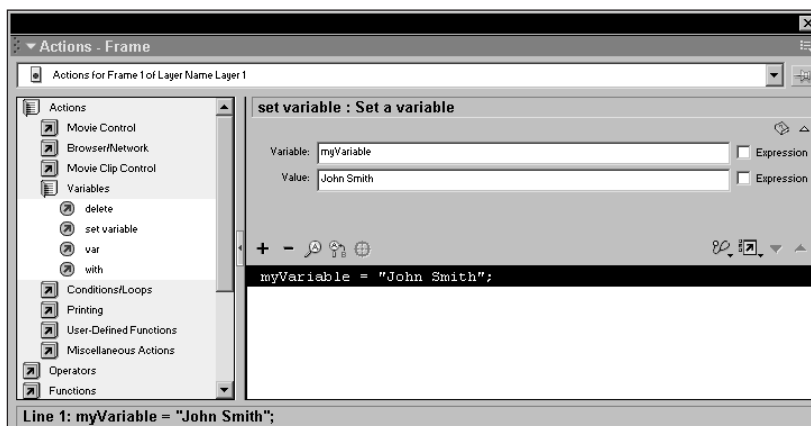 Actions - Frame
Actions for Frame 1 of Layer Name Layer 1
Actions
Movie Control
Browser/Network
Movie Clip Control
Variables
delete
set variable
var
with
Conditions/Loops
Printing
User-Defined Functions
Miscellaneous Actions
Operators
Functions
set variable : Set a variable
Variable: myVariable Expression
Value: John Smith Expression
myVariable = "John Smith";
Line 1: myVariable = "John Smith";